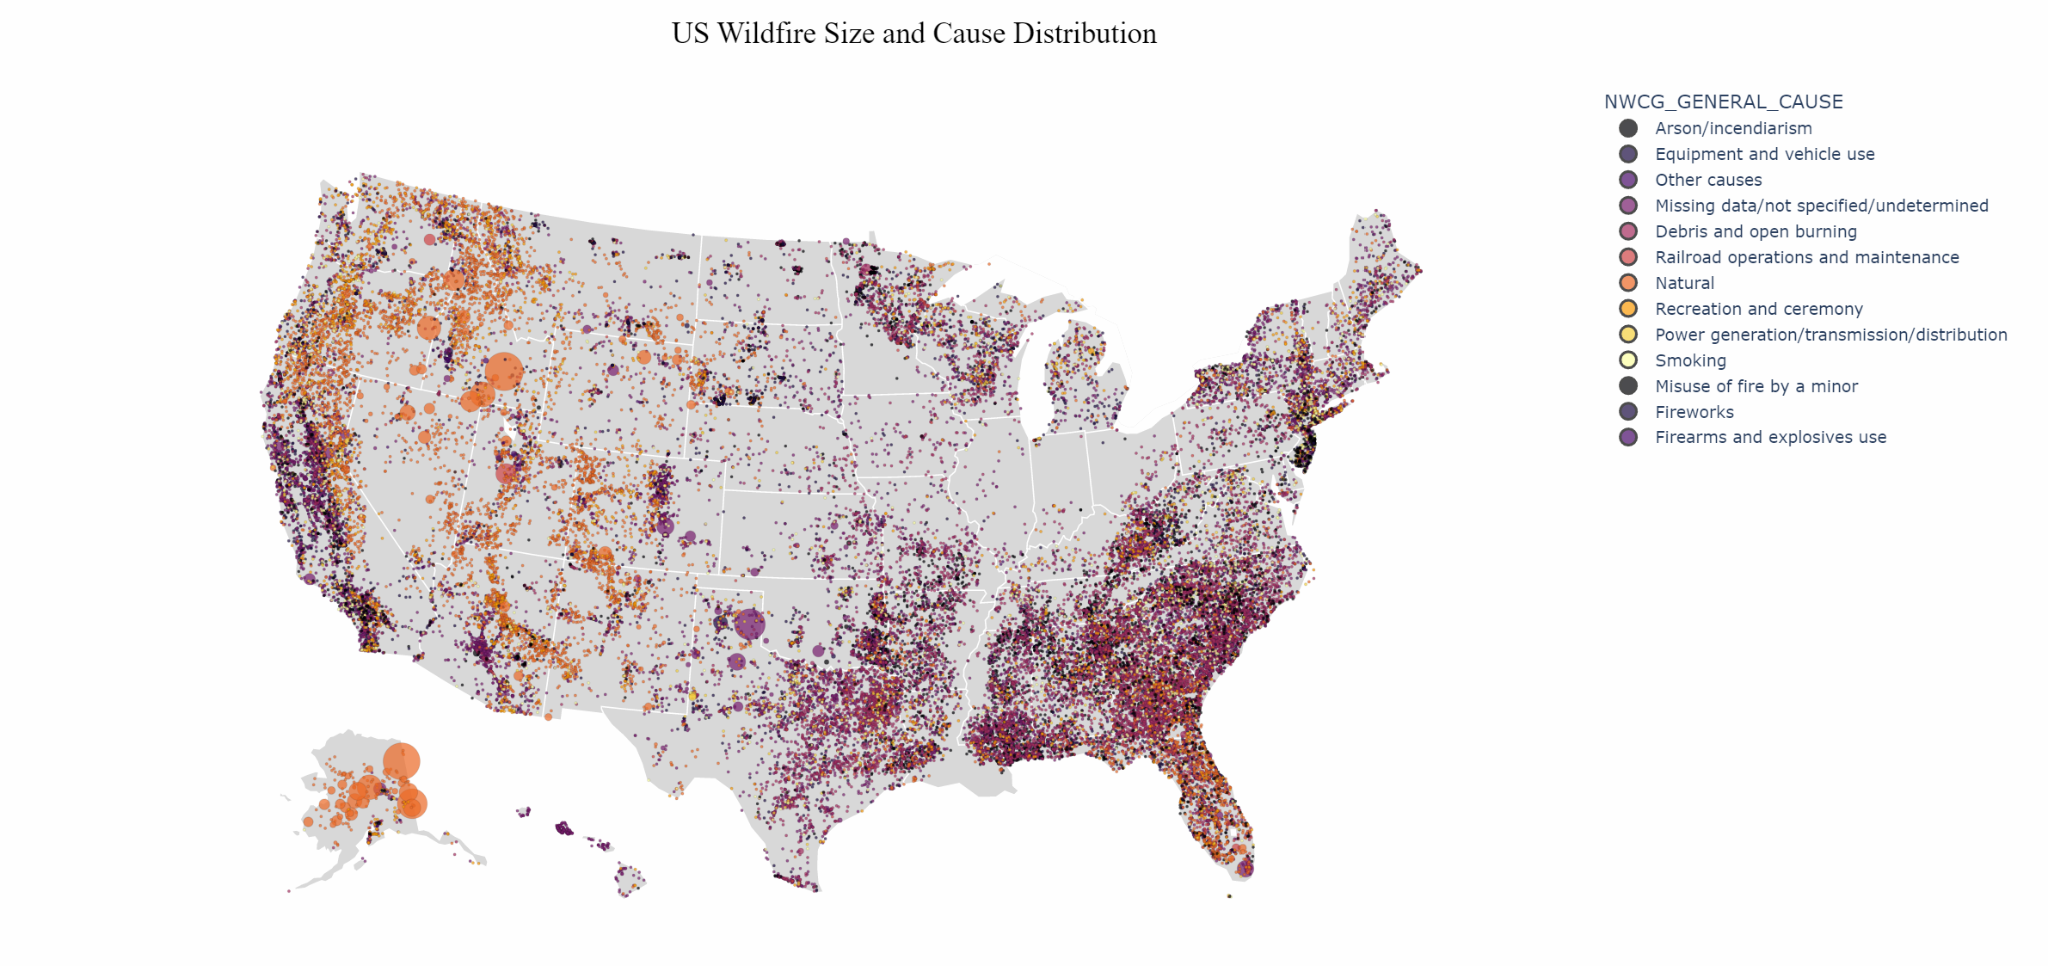 US Wildfire Size and Cause Distribution
NWCG_GENERAL_CAUSE
Arson/incendiarism
Equipment and vehicle use
Other causes
Missing data/not specified/undetermined
Debris and open burning
Railroad operations and maintenance
Natural
Recreation and ceremony
Power generation/transmission/distribution
Smoking
Misuse of fire by a minor
Fireworks
Firearms and explosives use